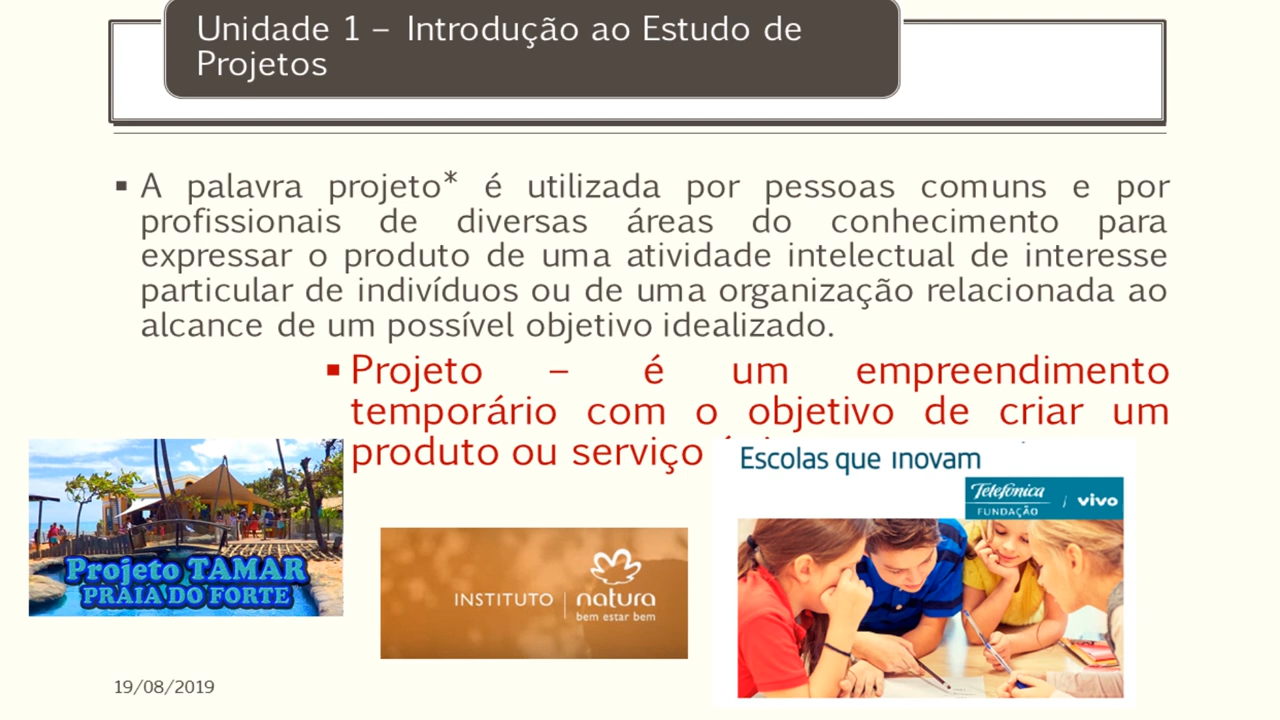 Unidade 1 – Introdução ao Estudo de
Projetos
▪ A palavra projeto* é utilizada por pessoas comuns e por
profissionais de diversas áreas do conhecimento para
expressar o produto de uma atividade intelectual de interesse
particular de indivíduos ou de uma organização relacionada ao
alcance de um possível objetivo idealizado.
▪ Projeto – é um empreendimento
temporário com o objetivo de criar um
produto ou serviço
Escolas que inovam
Telefónica
FUNDAÇÃO | vivo
Projeto TAMAR
PRAIA DO FORTE
INSTITUTO | natura
bem estar bem
19/08/2019